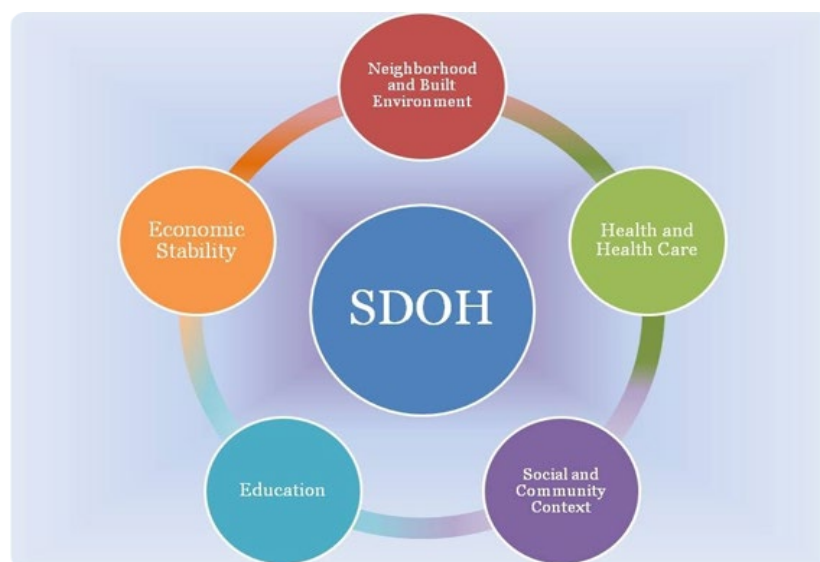 Neighborhood
and Built
Environment
Economic
Stability
Health and
Health Care
SDOH
Education
Social and
Community
Context